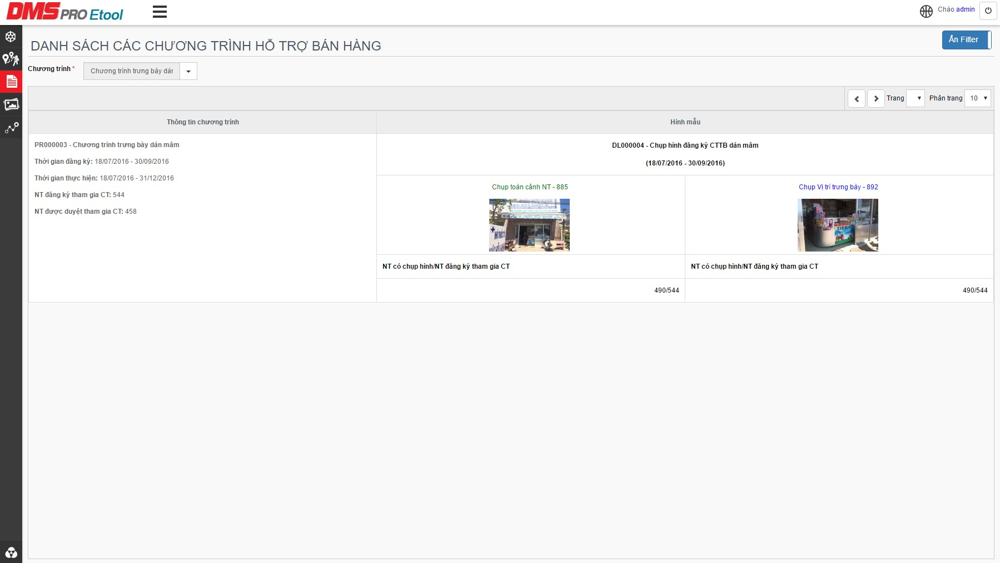 DMS PRO Etool
Chào admin
DANH SÁCH CÁC CHƯƠNG TRÌNH HỖ TRỢ BÁN HÀNG
Ẩn Filter
Chương trình * Chương trình trưng bày dán
Trang Phân trang 10
Thông tin chương trình
Hình mẫu
PR000003 - Chương trình trưng bày dán mâm
Thời gian đăng ký: 18/07/2016 - 30/09/2016
Thời gian thực hiện: 18/07/2016 - 31/12/2016
NT đăng ký tham gia CT: 544
NT được duyệt tham gia CT: 458
DL000004 - Chụp hình đăng ký CTTB dán mâm
(18/07/2016 - 30/09/2016)
Chụp toàn cảnh NT - 885
Chụp Vị trí trưng bày - 892
TIFFY
NT có chụp hình/NT đăng ký tham gia CT
NT có chụp hình/NT đăng ký tham gia CT
490/544
490/544